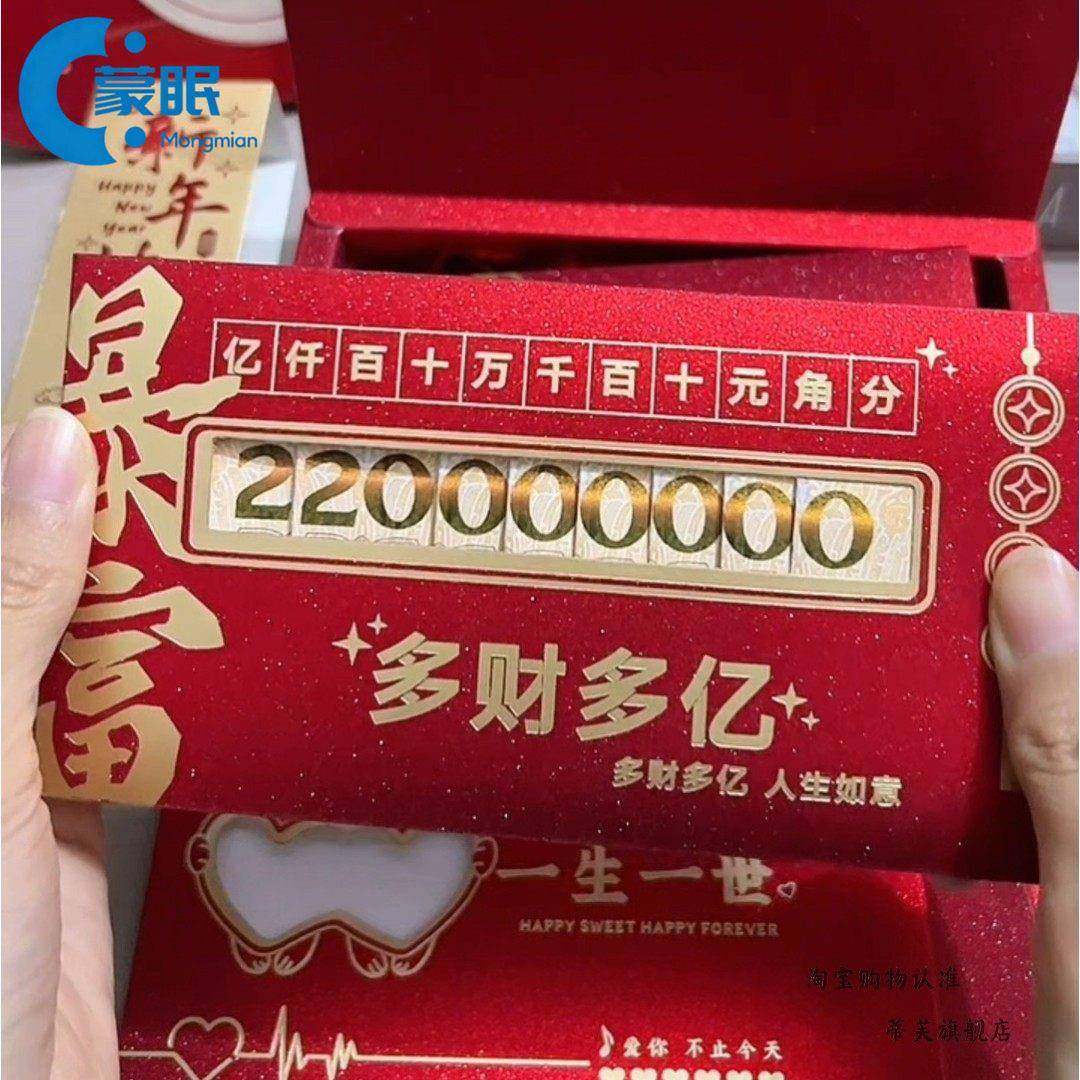 蒙眠
Mongmian
新年
Happy
New
Year
暴富
亿仟百十万千百十元角分
220000000
多财多亿
多财多亿 人生如意
一生一世
HAPPY SWEET HAPPY FOREVER
淘宝购物认准
蒂芙旗舰店
爱你 不止今天